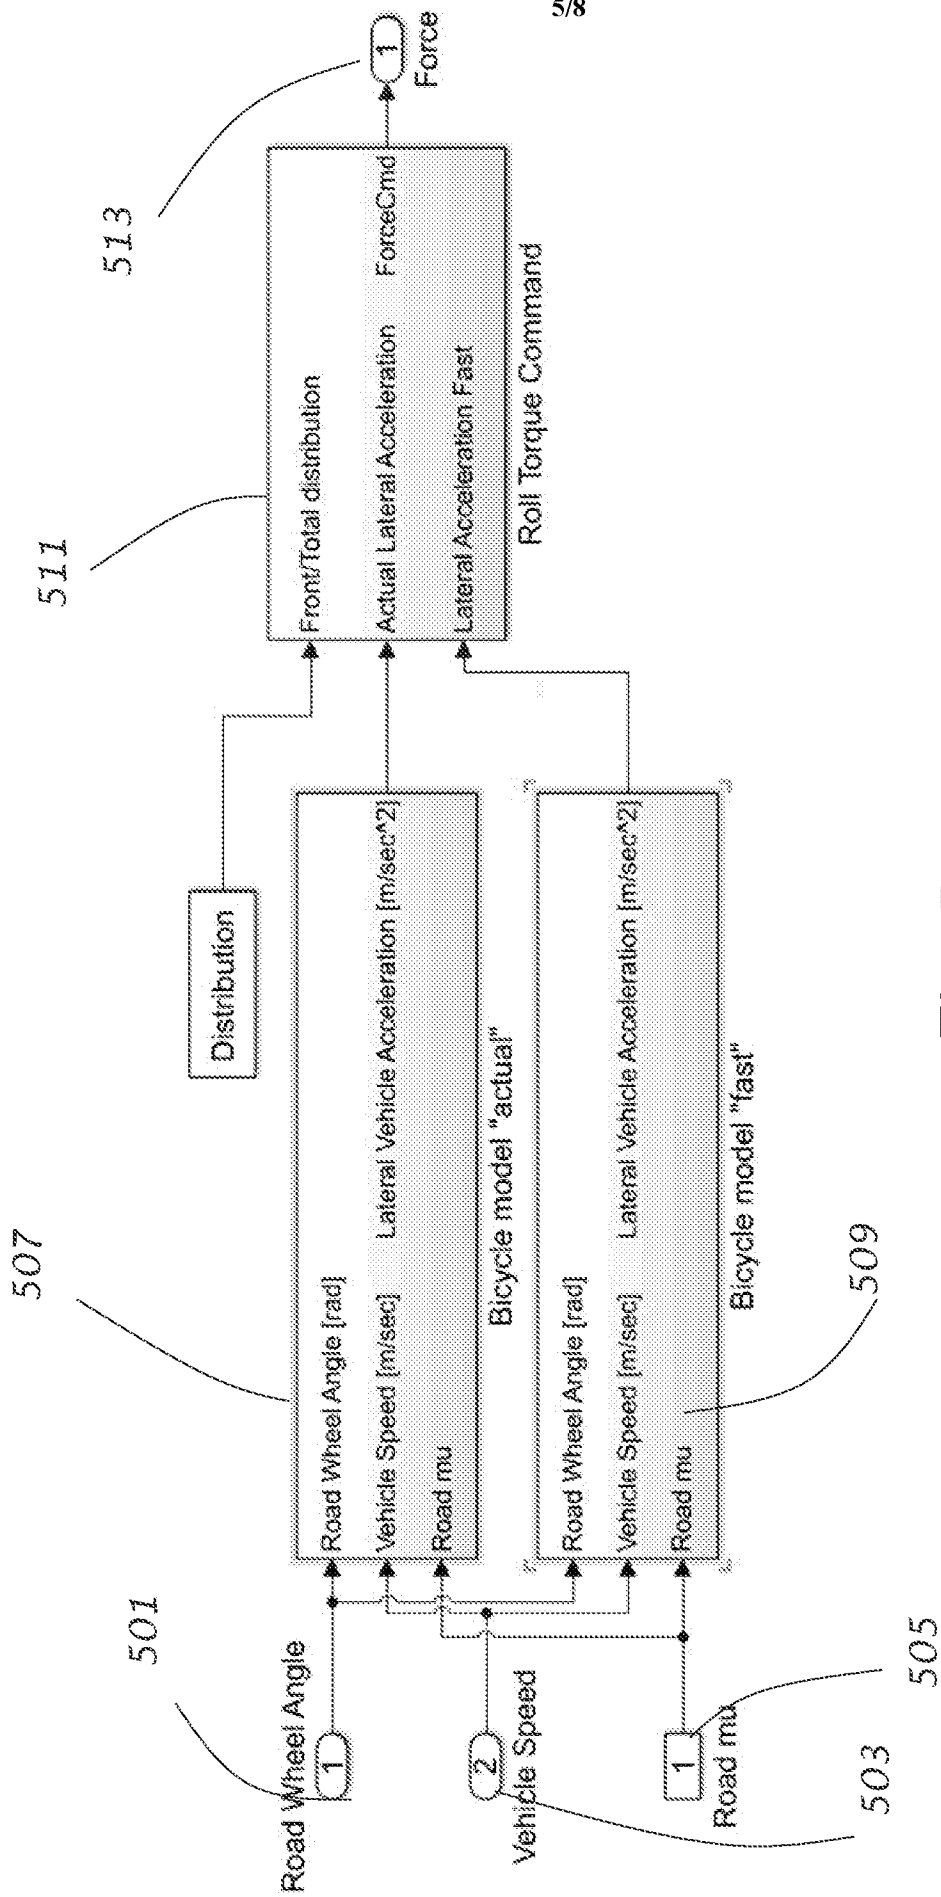 5/8
501
Road Wheel Angle
1
2
Vehicle Speed
503
1
Road mu
505
507
Road Wheel Angle [rad]
Vehicle Speed [m/sec]
Lateral Vehicle Acceleration [m/sec^2]
Road mu
Bicycle model "actual"
Road Wheel Angle [rad]
Vehicle Speed [m/sec]
Lateral Vehicle Acceleration [m/sec^2]
Road mu
Bicycle model "fast"
509
Distribution
511
Front/Total distribution
Actual Lateral Acceleration
ForceCmd
Lateral Acceleration Fast
Roll Torque Command
513
1
Force